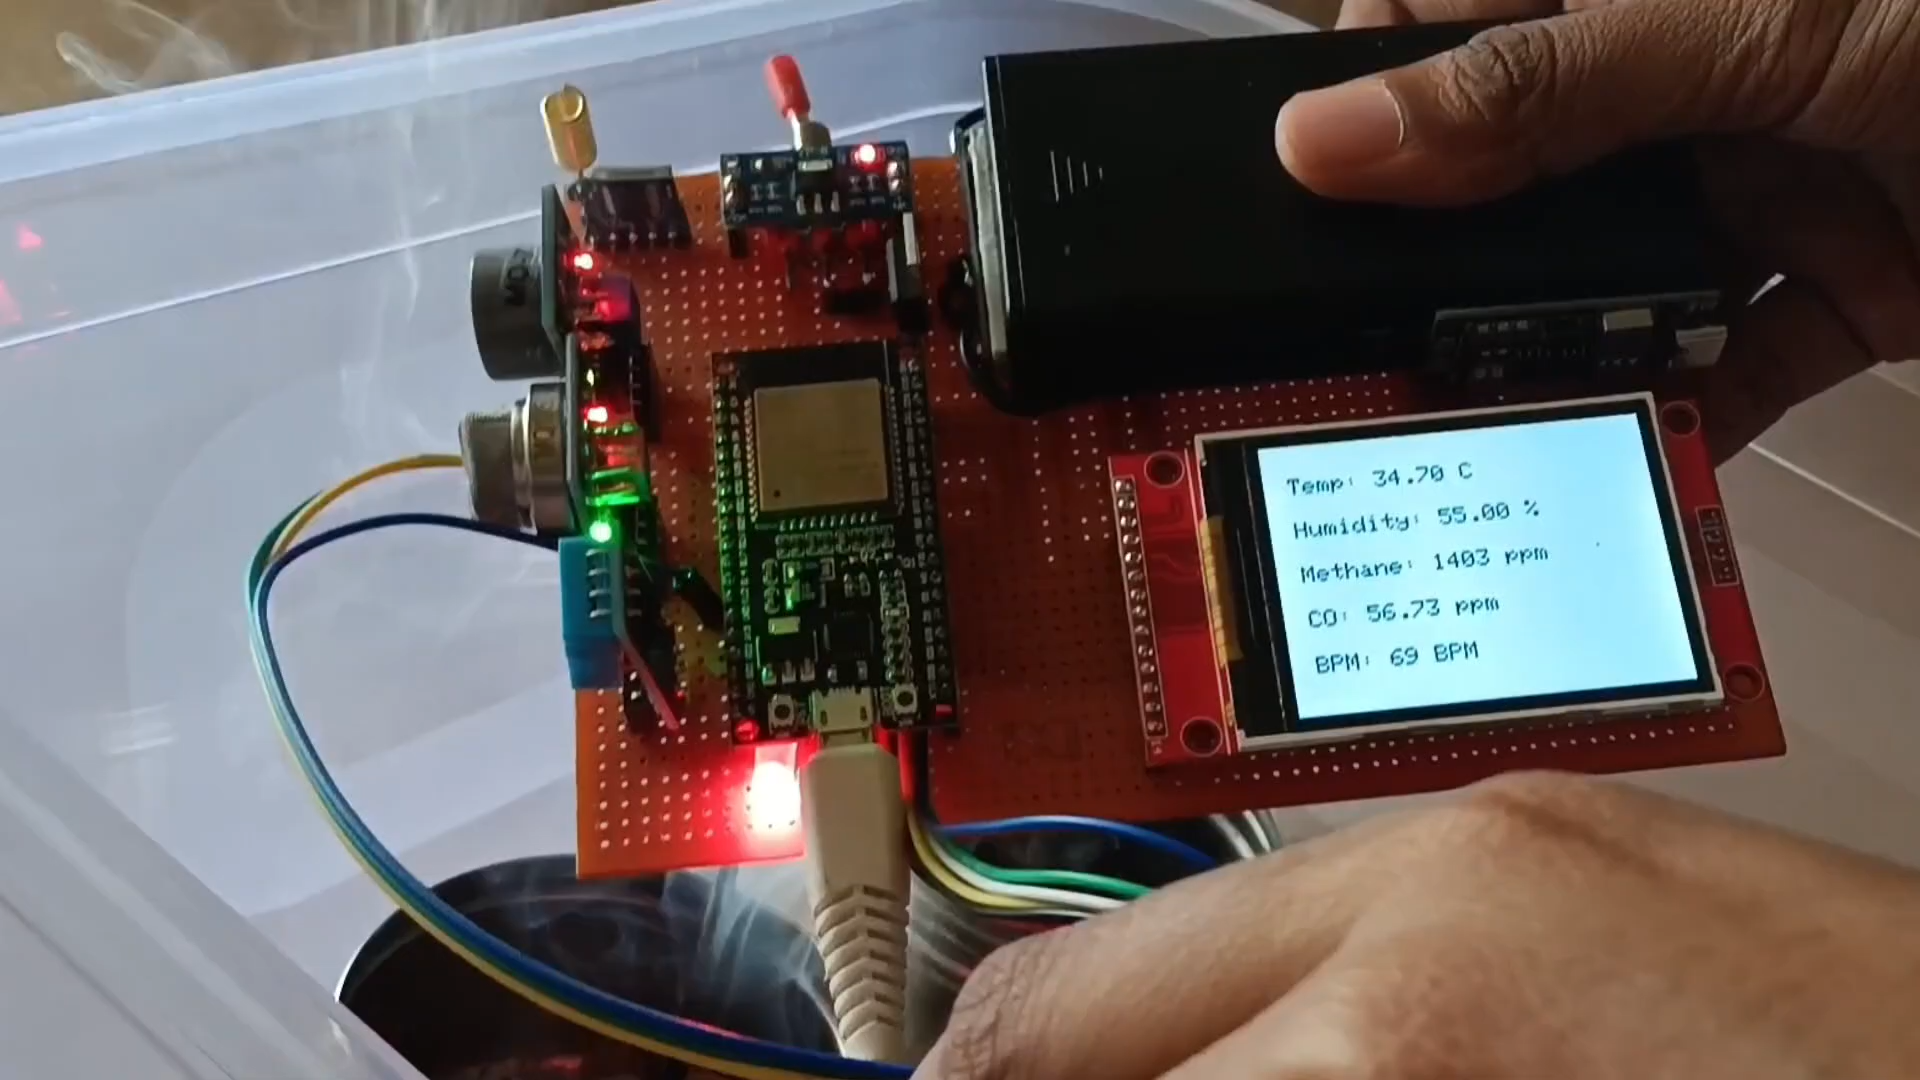 Temp: 34.70 C
Humidity: 55.00 %
Methane: 1403 ppm
CO: 56.73 ppm
BPM: 69 BPM